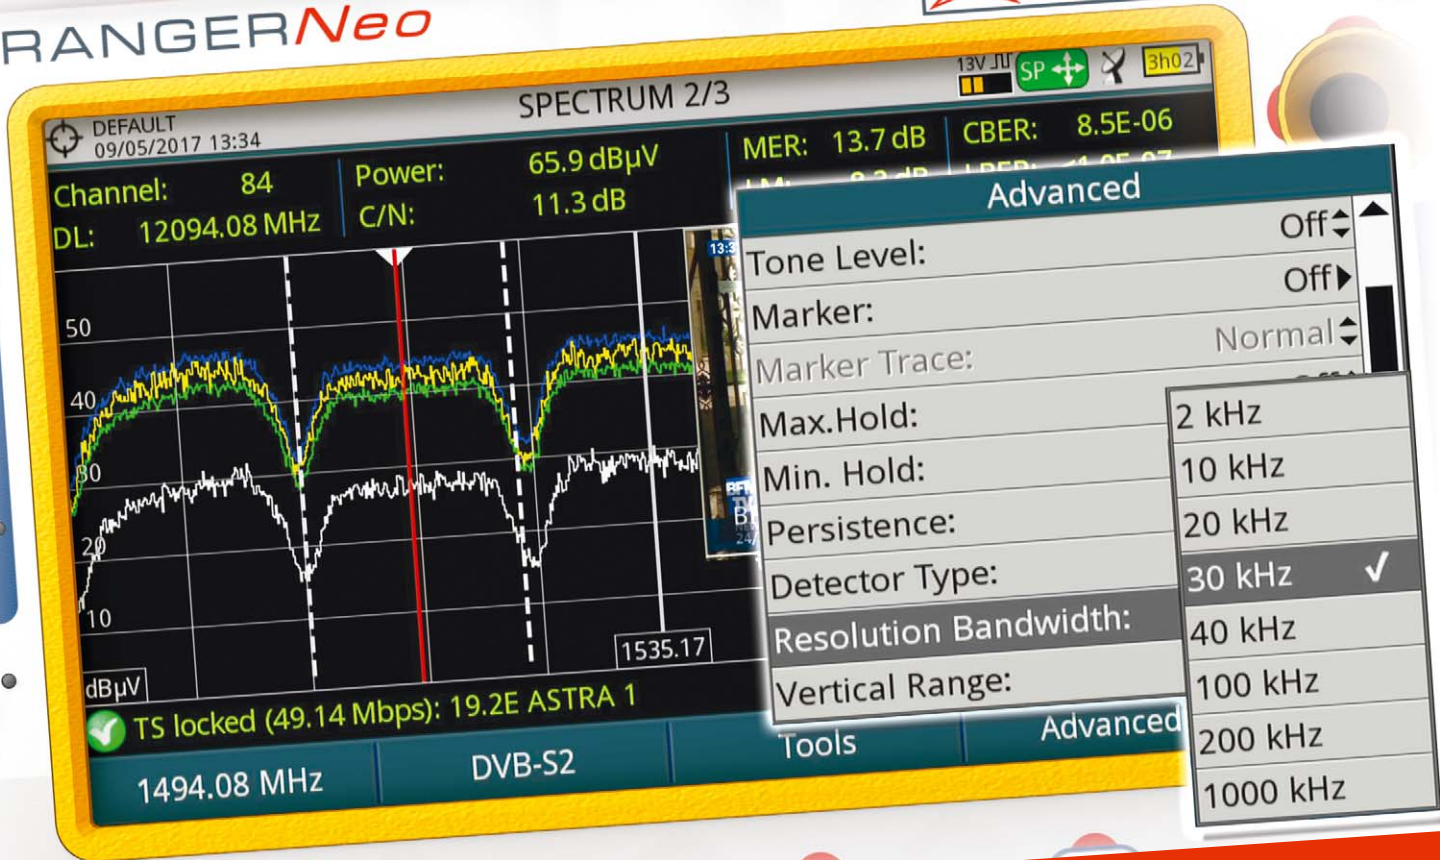 RANGERNeo
DEFAULT
09/05/2017 13:34
SPECTRUM 2/3
13V
SP
3h02
Channel: 84
DL: 12094.08 MHz
Power: 65.9 dBµV
C/N: 11.3 dB
MER: 13.7 dB
CBER: 8.5E-06
50
40
30
20
10
dBµV
1535.17
TS locked (49.14 Mbps): 19.2E ASTRA 1
1494.08 MHz
DVB-S2
Tools
Advanced
Advanced
Tone Level: Off
Marker: Off
Marker Trace: Normal
Max.Hold:
Min. Hold:
Persistence:
Detector Type:
Resolution Bandwidth:
Vertical Range:
2 kHz
10 kHz
20 kHz
30 kHz
40 kHz
100 kHz
200 kHz
1000 kHz